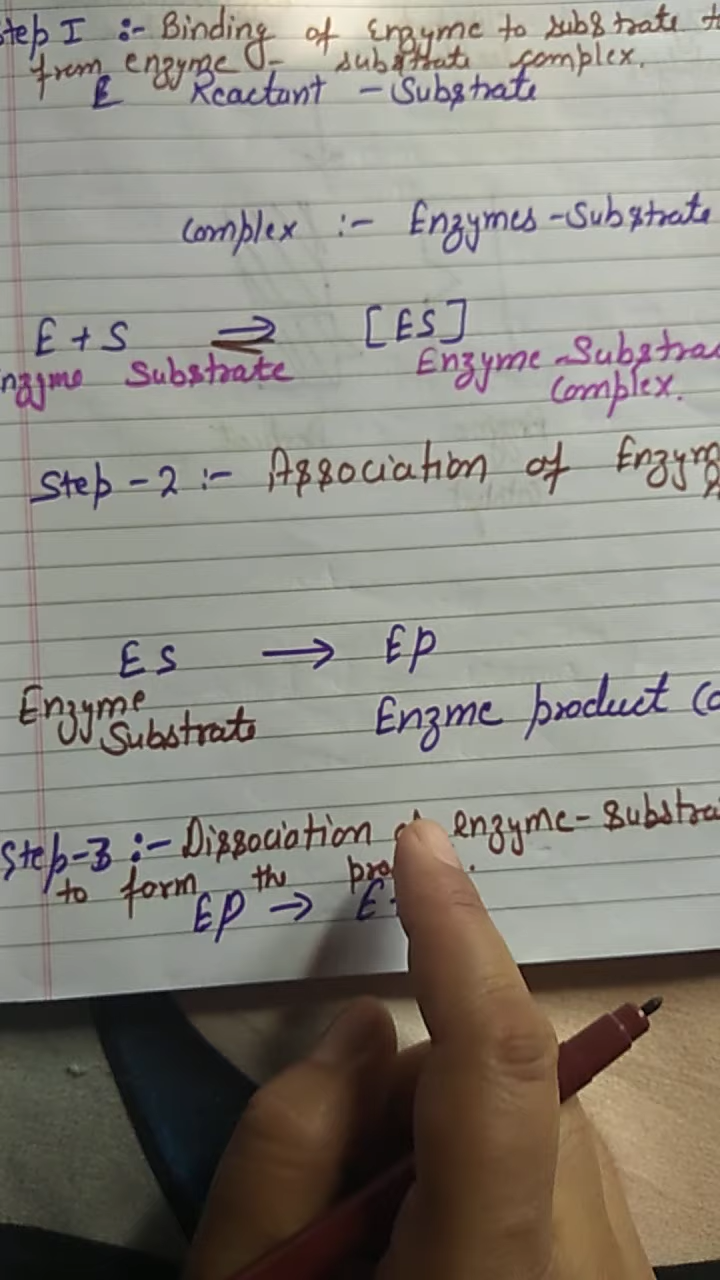 Step I :- Binding of Enzyme to substrate
from enzyme - substrate complex.
E Reactant - Substrate
Complex :- Enzymes - Substrate
E + S ⇌ [ES]
Enzyme Substrate Enzyme - Substrate
Complex.
Step - 2 :- Association of Enzym
ES → EP
Enzyme Enzme product
Substrate
Step-3 :- Dissociation enzyme - substra
to form the
EP → E